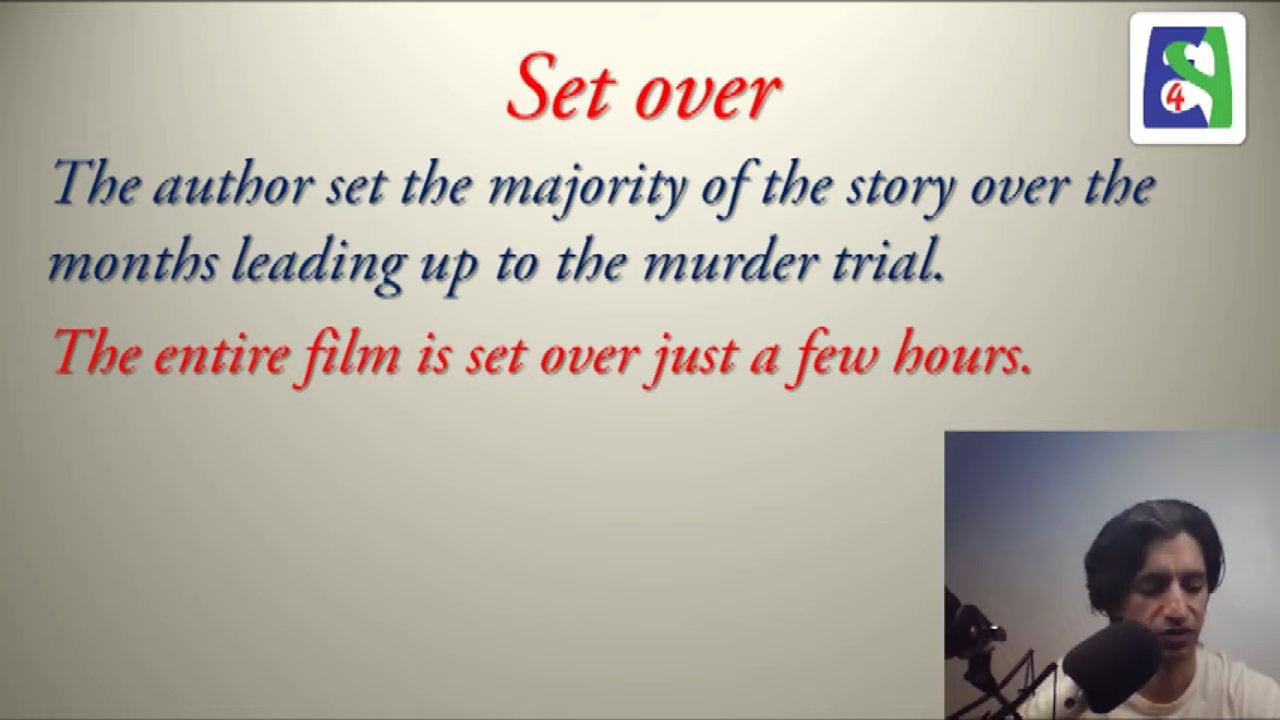 Set over
4
The author set the majority of the story over the
months leading up to the murder trial.
The entire film is set over just a few hours.